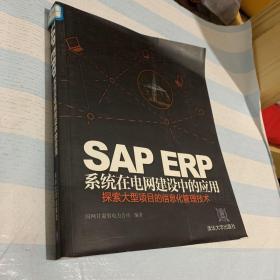 SAP ERP
系统在电网建设中的应用
探索大型项目的信息化管理技术
国网甘肃省电力公司 编著
清华大学出版社
SAP ERP